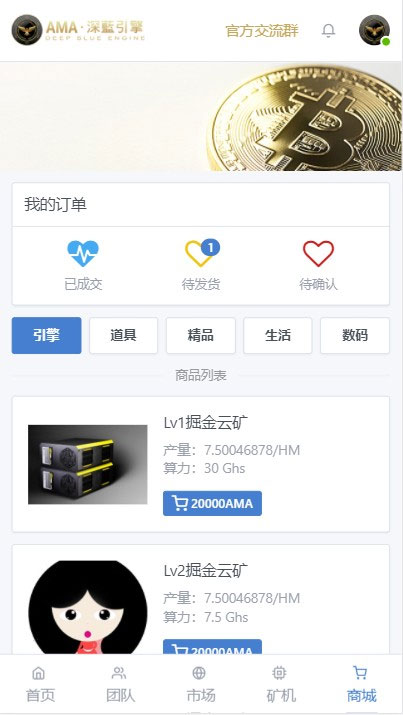 AMA·深藍引擎
DEEP BLUE ENGINE
官方交流群
我的订单
1
已成交
待发货
待确认
引擎
道具
精品
生活
数码
商品列表
Lv1掘金云矿
产量：7.50046878/HM
算力：30 Ghs
20000AMA
Lv2掘金云矿
产量：7.50046878/HM
算力：7.5 Ghs
20000AMA
首页
团队
市场
矿机
商城